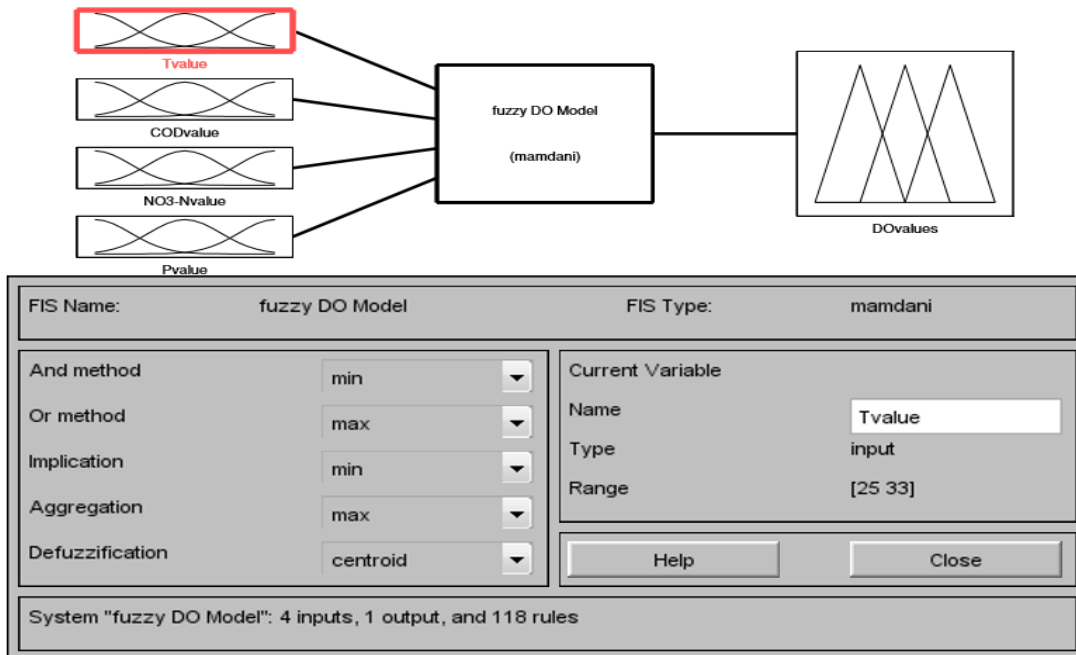 Tvalue
CODvalue
NO3-Nvalue
Pvalue
fuzzy DO Model
(mamdani)
DOvalues
FIS Name: fuzzy DO Model FIS Type: mamdani
And method min
Or method max
Implication min
Aggregation max
Defuzzification centroid
Current Variable
Name Tvalue
Type input
Range [25 33]
Help Close
System "fuzzy DO Model": 4 inputs, 1 output, and 118 rules